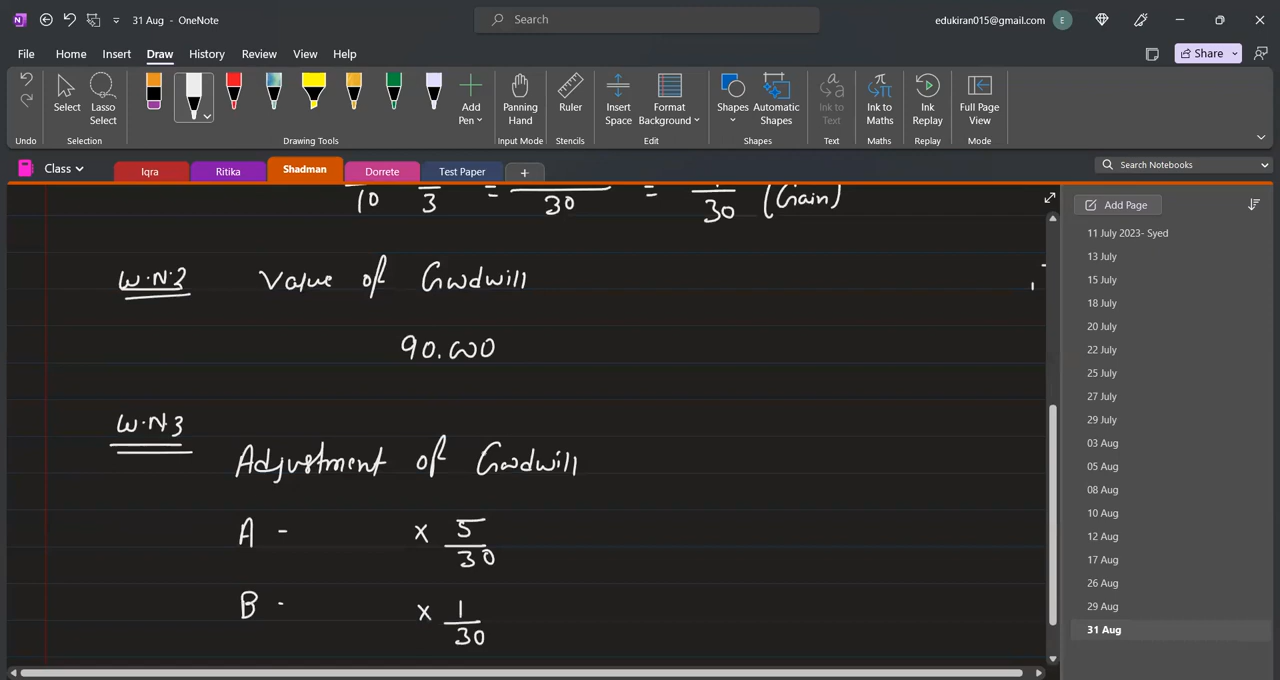 31 Aug - OneNote
Search
edukiran015@gmail.com
E
File Home Insert Draw History Review View Help
Share
Undo
Select
Lasso Select
Selection
Drawing Tools
Add Pen
Panning Hand
Input Mode
Ruler
Stencils
Insert Space
Format Background
Edit
Shapes
Automatic Shapes
Shapes
Ink to Text
Text
Ink to Maths
Maths
Ink Replay
Replay
Full Page View
Mode
Class
Iqra
Ritika
Shadman
Dorrete
Test Paper
+
Search Notebooks
Add Page
11 July 2023- Syed
13 July
15 July
18 July
20 July
22 July
25 July
27 July
29 July
03 Aug
05 Aug
08 Aug
10 Aug
12 Aug
17 Aug
26 Aug
29 Aug
31 Aug
10 3 = 30 = 30 (Gain)
W.N.2 Value of Goodwill
90.000
W.N.3
Adjustment of Goodwill
A - × 5/30
B - × 1/30